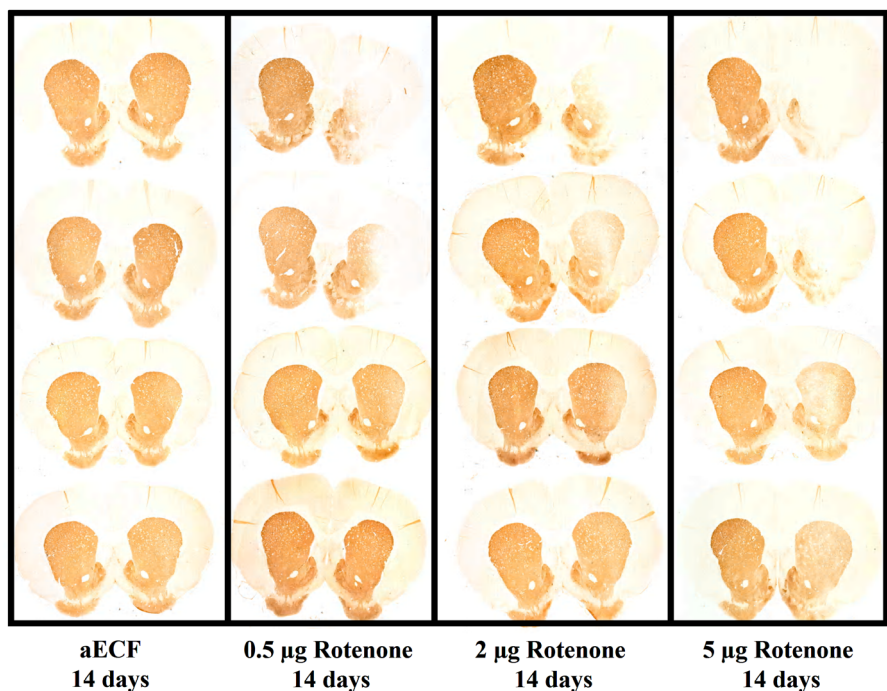 aECF
14 days
0.5 µg Rotenone
14 days
2 µg Rotenone
14 days
5 µg Rotenone
14 days